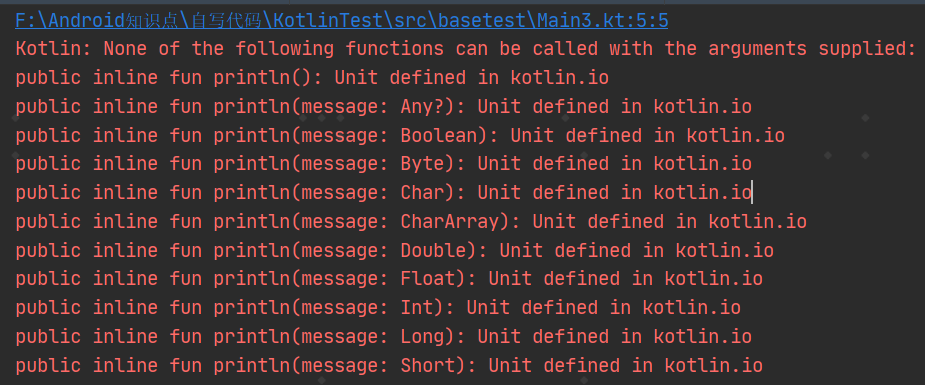 F:\Android知识点\自写代码\KotlinTest\src\basetest\Main3.kt:5:5
Kotlin: None of the following functions can be called with the arguments supplied:
public inline fun println(): Unit defined in kotlin.io
public inline fun println(message: Any?): Unit defined in kotlin.io
public inline fun println(message: Boolean): Unit defined in kotlin.io
public inline fun println(message: Byte): Unit defined in kotlin.io
public inline fun println(message: Char): Unit defined in kotlin.io
public inline fun println(message: CharArray): Unit defined in kotlin.io
public inline fun println(message: Double): Unit defined in kotlin.io
public inline fun println(message: Float): Unit defined in kotlin.io
public inline fun println(message: Int): Unit defined in kotlin.io
public inline fun println(message: Long): Unit defined in kotlin.io
public inline fun println(message: Short): Unit defined in kotlin.io